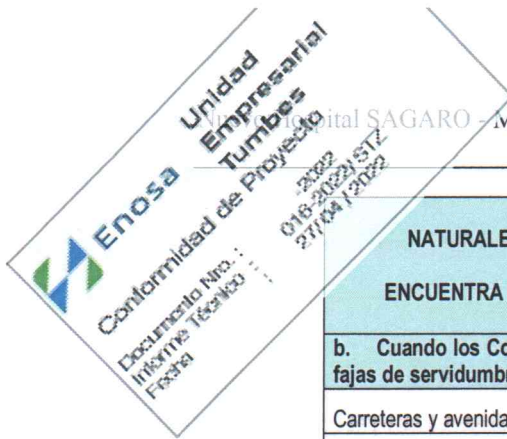 Enosa
Unidad
Empresarial
Tumbes
Conformidad de Proyecto
Documento Nro. : -2022
Informe Técnico : 016-2022/STZ
Fecha : 27/04/2022
Hospital SAGARO - M
NATURALE
ENCUENTRA
b. Cuando los Co
fajas de servidumbr
Carreteras y avenida